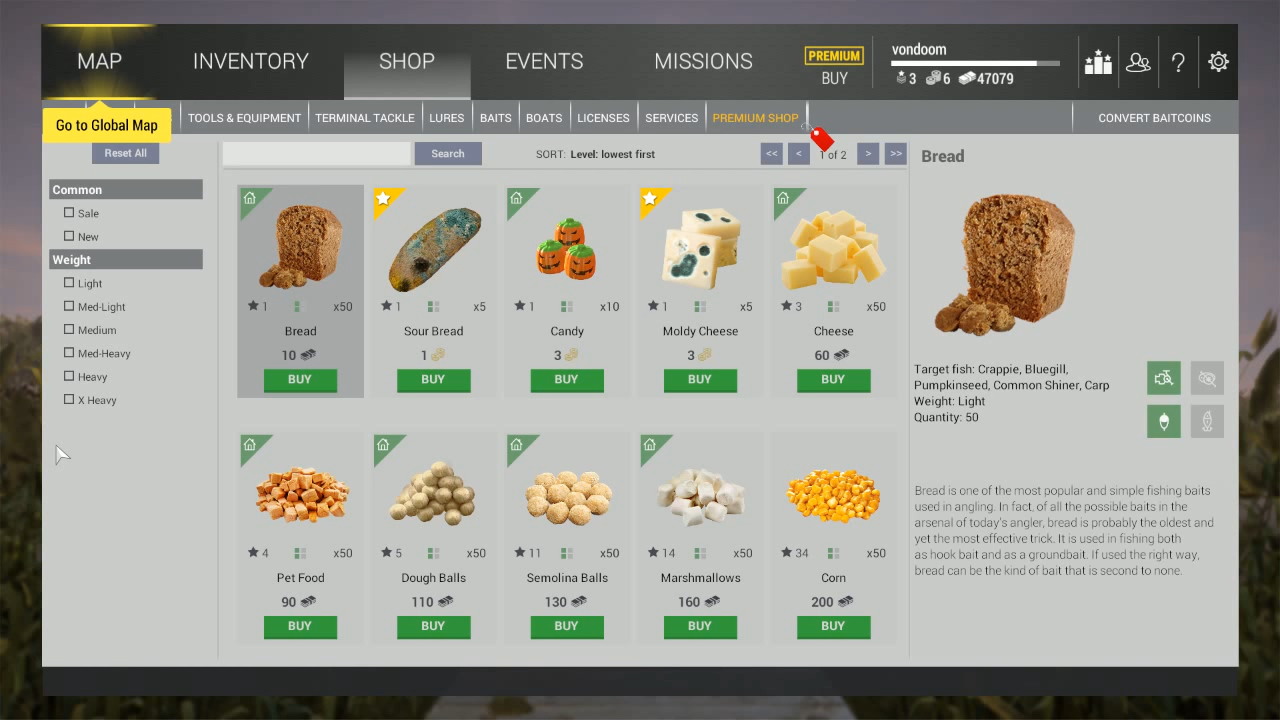 MAP
INVENTORY
SHOP
EVENTS
MISSIONS
PREMIUM
BUY
vondoom
3 6 47079
Go to Global Map
TOOLS & EQUIPMENT
TERMINAL TACKLE
LURES
BAITS
BOATS
LICENSES
SERVICES
PREMIUM SHOP
CONVERT BAITCOINS
Reset All
Search
SORT: Level: lowest first
<< < 1 of 2 > >>
Common
Sale
New
Weight
Light
Med-Light
Medium
Med-Heavy
Heavy
X Heavy
1 x50
Bread
10
BUY
1 x5
Sour Bread
1
BUY
1 x10
Candy
3
BUY
1 x5
Moldy Cheese
3
BUY
3 x50
Cheese
60
BUY
4 x50
Pet Food
90
BUY
5 x50
Dough Balls
110
BUY
11 x50
Semolina Balls
130
BUY
14 x50
Marshmallows
160
BUY
34 x50
Corn
200
BUY
Bread
Target fish: Crappie, Bluegill,
Pumpkinseed, Common Shiner, Carp
Weight: Light
Quantity: 50
Bread is one of the most popular and simple fishing baits
used in angling. In fact, of all the possible baits in the
arsenal of today's angler, bread is probably the oldest and
yet the most effective trick. It is used in fishing both
as hook bait and as a groundbait. If used the right way,
bread can be the kind of bait that is second to none.